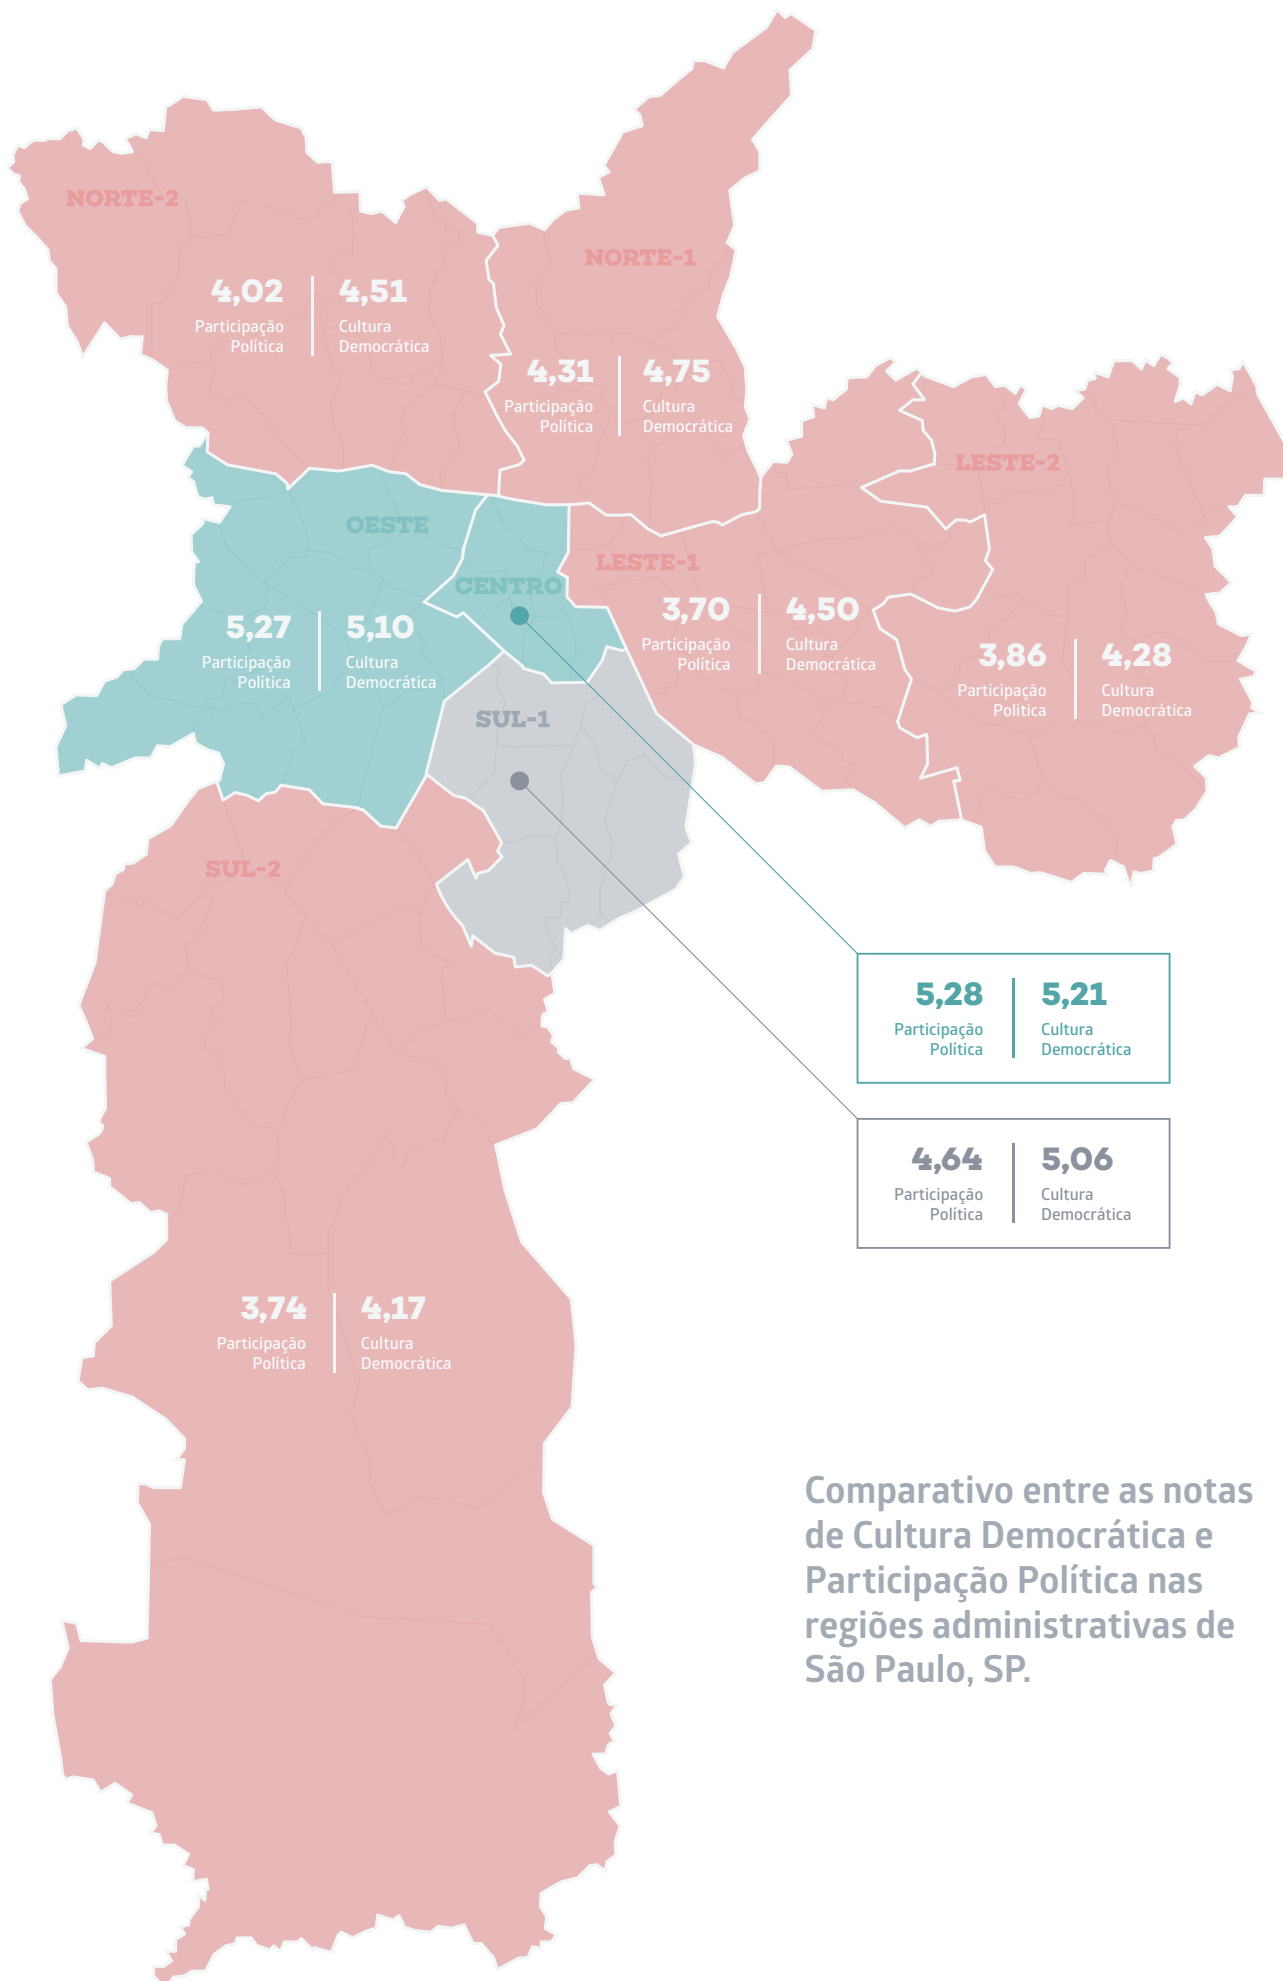 NORTE-2
4,02
Participação
Política
4,51
Cultura
Democrática
NORTE-1
4,31
Participação
Política
4,75
Cultura
Democrática
LESTE-2
3,86
Participação
Política
4,28
Cultura
Democrática
OESTE
5,27
Participação
Política
5,10
Cultura
Democrática
CENTRO
LESTE-1
3,70
Participação
Política
4,50
Cultura
Democrática
SUL-1
SUL-2
5,28
Participação
Política
5,21
Cultura
Democrática
4,64
Participação
Política
5,06
Cultura
Democrática
3,74
Participação
Política
4,17
Cultura
Democrática
Comparativo entre as notas
de Cultura Democrática e
Participação Política nas
regiões administrativas de
São Paulo, SP.